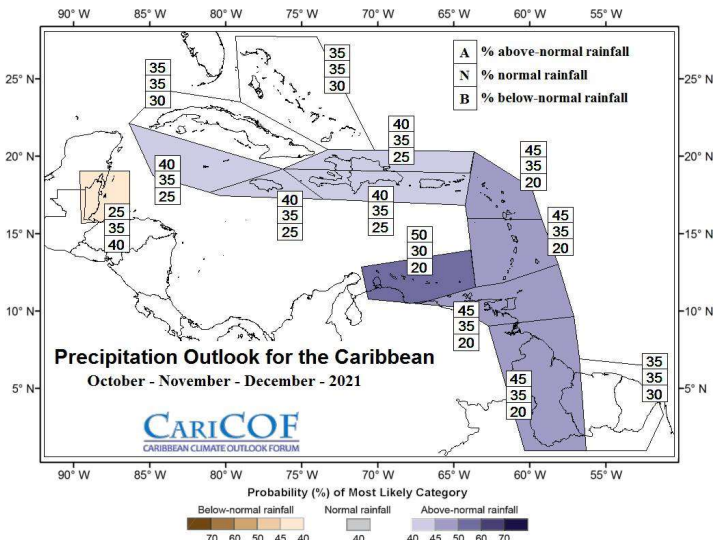 A % above-normal rainfall
N % normal rainfall
B % below-normal rainfall
25° N
20° N
15° N
10° N
5° N
25° N
20° N
15° N
10° N
5° N
35
35
30
35
35
30
40
35
25
45
35
20
40
35
25
40
35
25
40
35
25
25
35
40
45
35
20
50
30
20
45
35
20
35
35
30
45
35
20
Precipitation Outlook for the Caribbean
October - November - December - 2021
CARICOF
CARIBBEAN CLIMATE OUTLOOK FORUM
90° W 85° W 80° W 75° W 70° W 65° W 60° W 55° W
Probability (%) of Most Likely Category
Below-normal rainfall Normal rainfall Above-normal rainfall
70 60 50 45 40 40 40 45 50 60 70